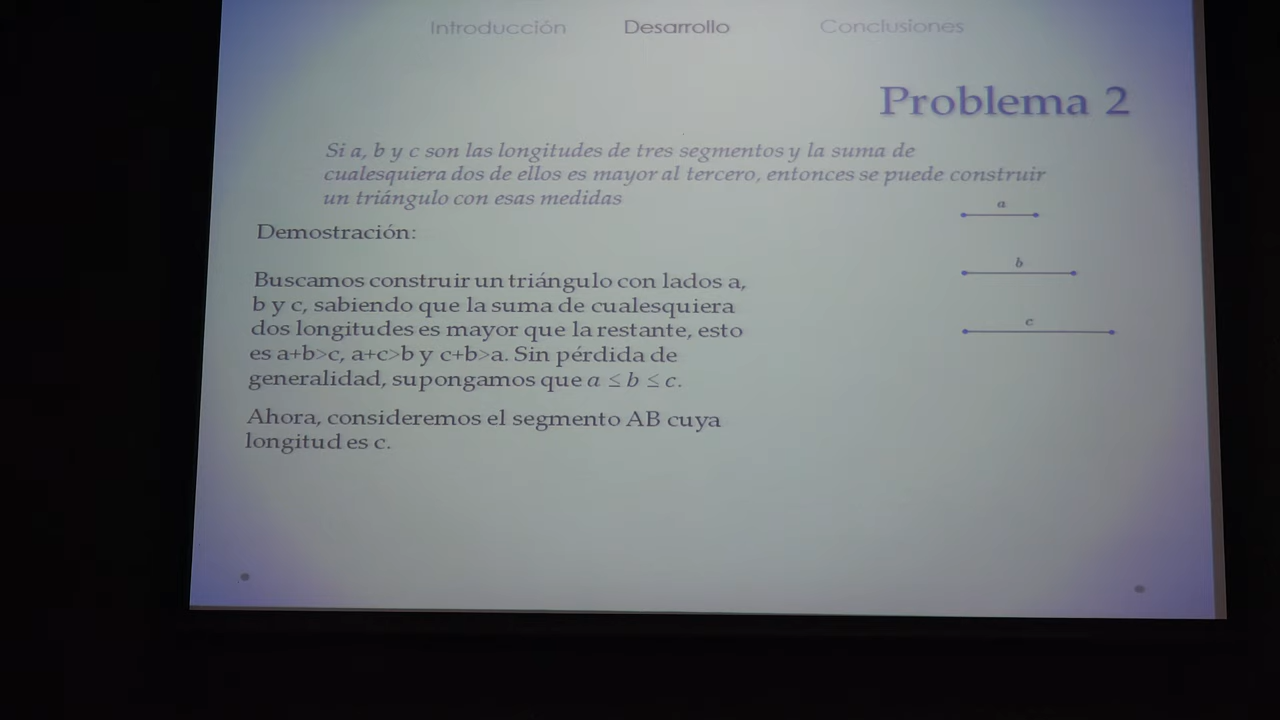 Introducción Desarrollo Conclusiones
Problema 2
Si a, b y c son las longitudes de tres segmentos y la suma de
cualesquiera dos de ellos es mayor al tercero, entonces se puede construir
un triángulo con esas medidas
a
Demostración:
b
Buscamos construir un triángulo con lados a,
b y c, sabiendo que la suma de cualesquiera
c
dos longitudes es mayor que la restante, esto
es a+b>c, a+c>b y c+b>a. Sin pérdida de
generalidad, supongamos que a ≤ b ≤ c.
Ahora, consideremos el segmento AB cuya
longitud es c.